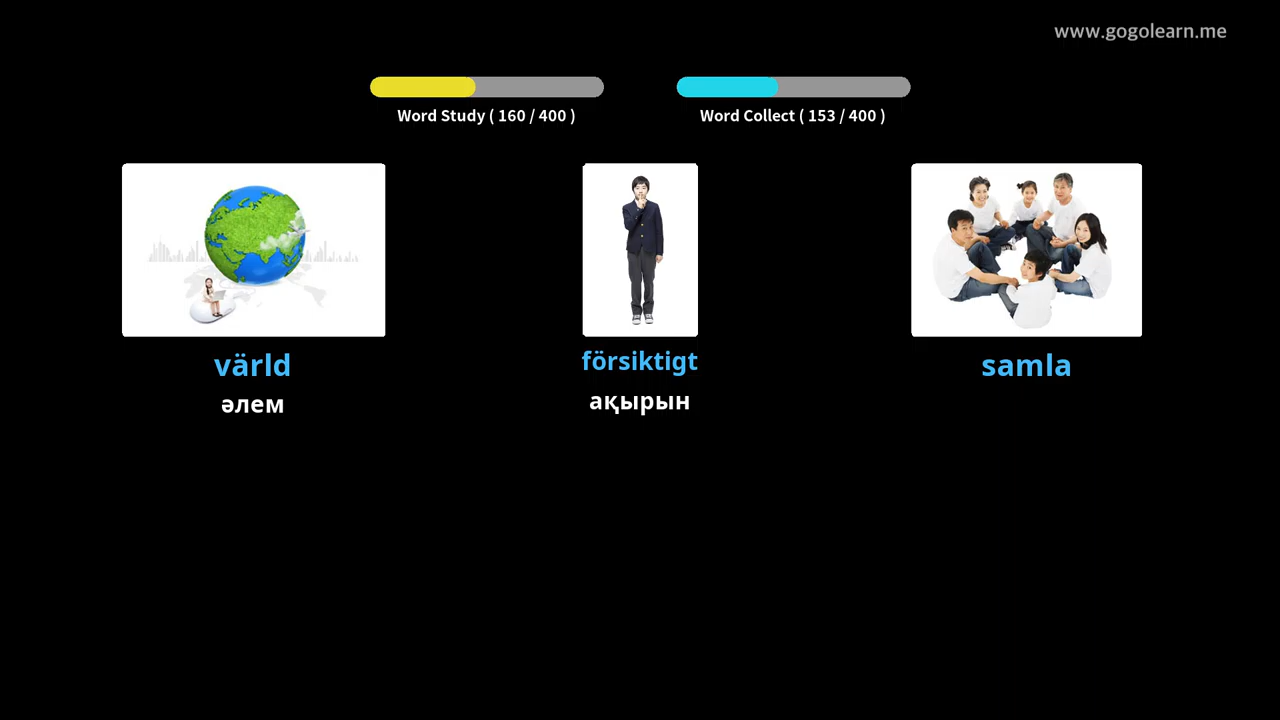 www.gogolearn.me
Word Study ( 160 / 400 )
Word Collect ( 153 / 400 )
värld
әлем
försiktigt
ақырын
samla